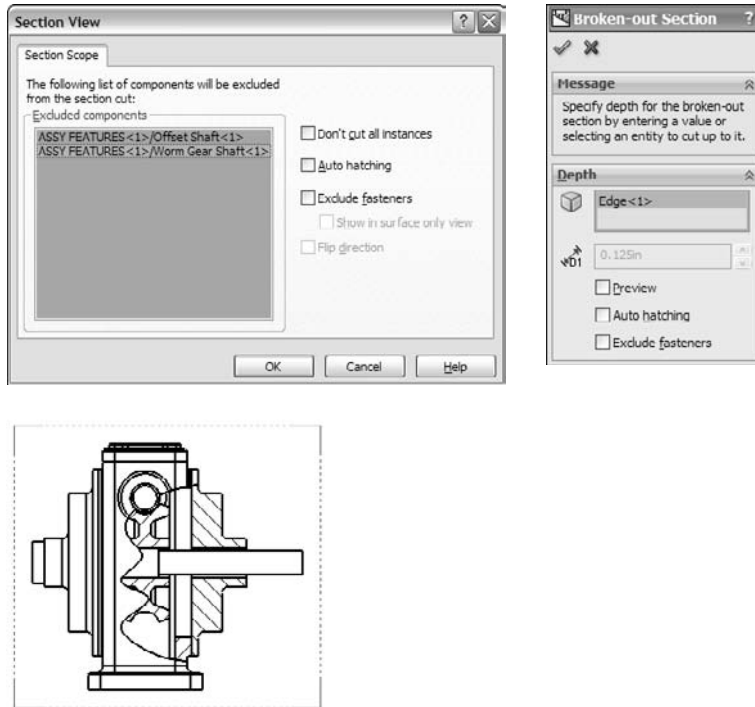 Section View
Section Scope
The following list of components will be excluded
from the section cut:
Excluded components
ASSY FEATURES<1>/Offset Shaft<1>
ASSY FEATURES<1>/Worm Gear Shaft<1>
Don't cut all instances
Auto hatching
Exclude fasteners
Show in surface only view
Flip direction
OK
Cancel
Help
Broken-out Section ?
Message
Specify depth for the broken-out
section by entering a value or
selecting an entity to cut up to it.
Depth
Edge<1>
D1
0.125in
Preview
Auto hatching
Exclude fasteners